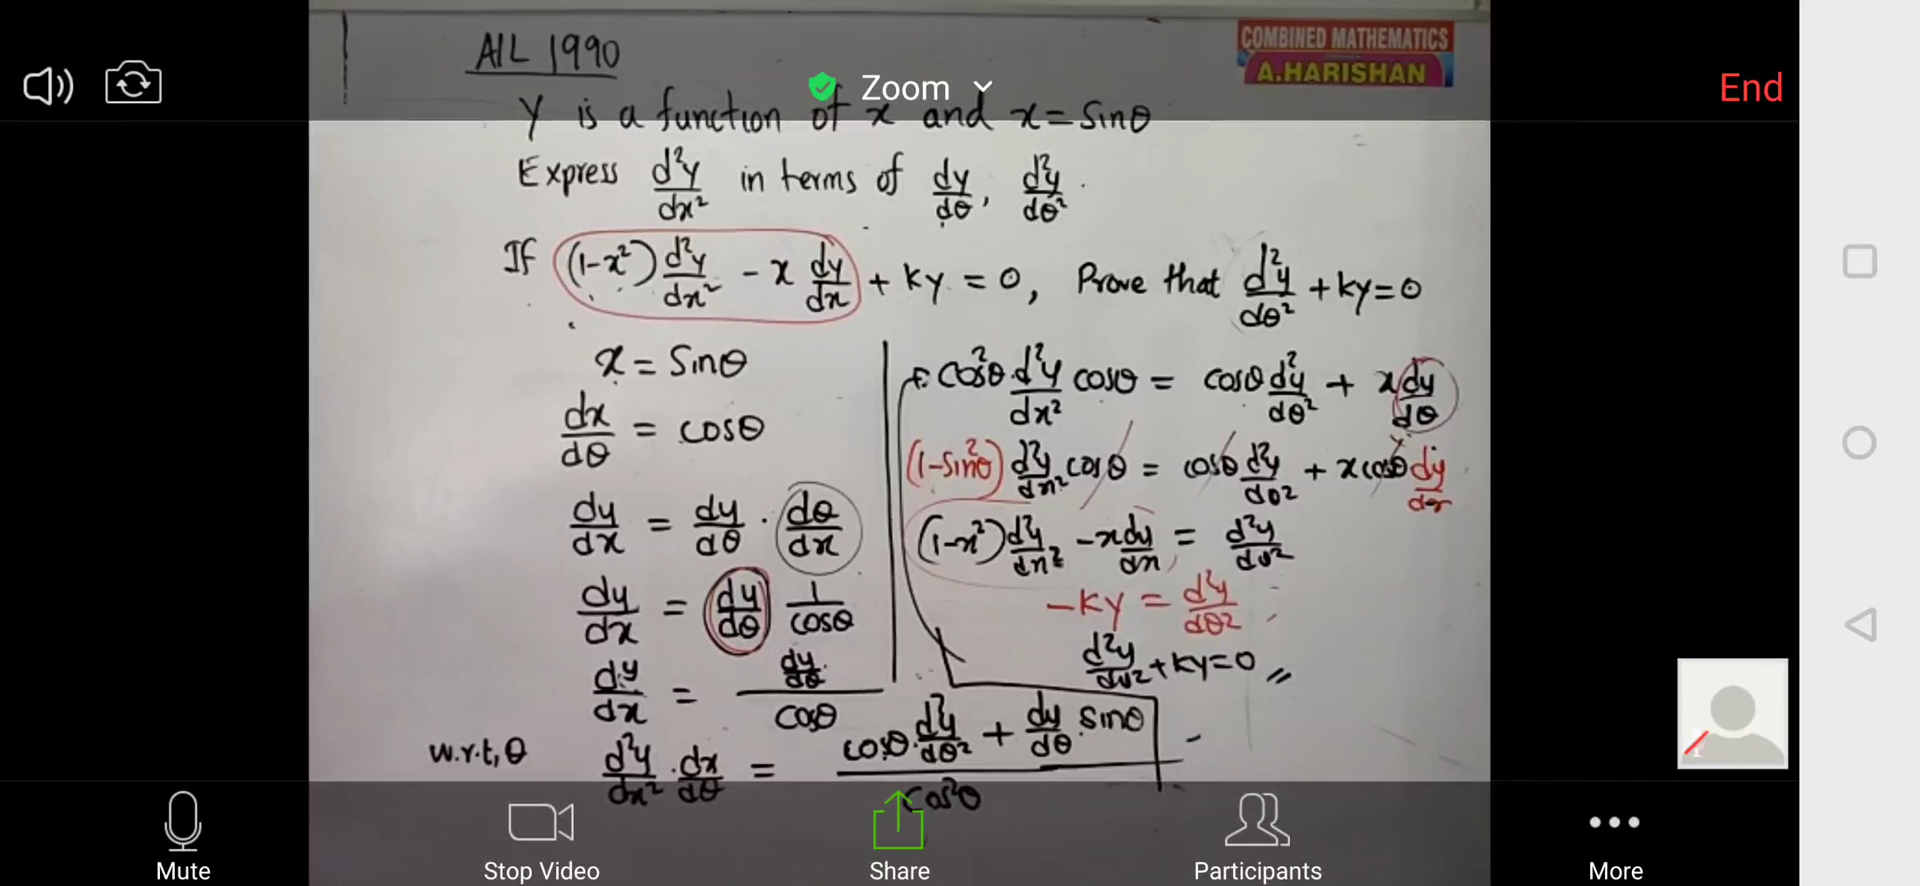 A/L 1990
COMBINED MATHEMATICS
A.HARISHAN
Zoom
End
Y is a function of x and x = Sinθ
Express d²y/dx² in terms of dy/dθ, d²y/dθ².
If (1-x²) d²y/dx² - x dy/dx + ky = 0, Prove that d²y/dθ² + ky = 0
x = Sinθ
dx/dθ = cosθ
dy/dx = dy/dθ · dθ/dx
dy/dx = dy/dθ 1/cosθ
dy/dx = dy/dθ / cosθ
w.r.t, θ d²y/dx² · dx/dθ = cosθ · d²y/dθ² + dy/dθ sinθ / cos²θ
cos²θ · d²y/dx² cosθ = cosθ d²y/dθ² + x dy/dθ
(1-sin²θ) d²y/dx² cosθ = cosθ d²y/dθ² + x cosθ dy/dx
(1-x²) d²y/dx² - x dy/dx = d²y/dθ²
-ky = d²y/dθ²
d²y/dθ² + ky = 0 //
Mute
Stop Video
Share
Participants
More